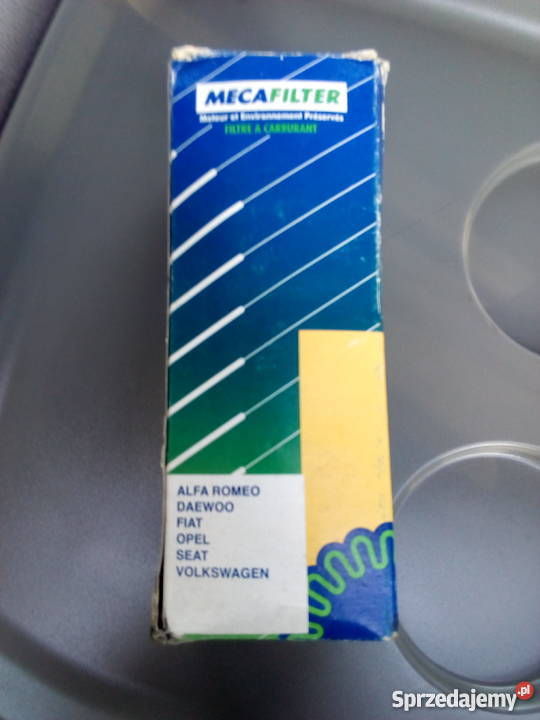 MECAFILTER
Moteur et Environnement Préservés
FILTRE A CARBURANT
ALFA ROMEO
DAEWOO
FIAT
OPEL
SEAT
VOLKSWAGEN
Sprzedajemy.pl